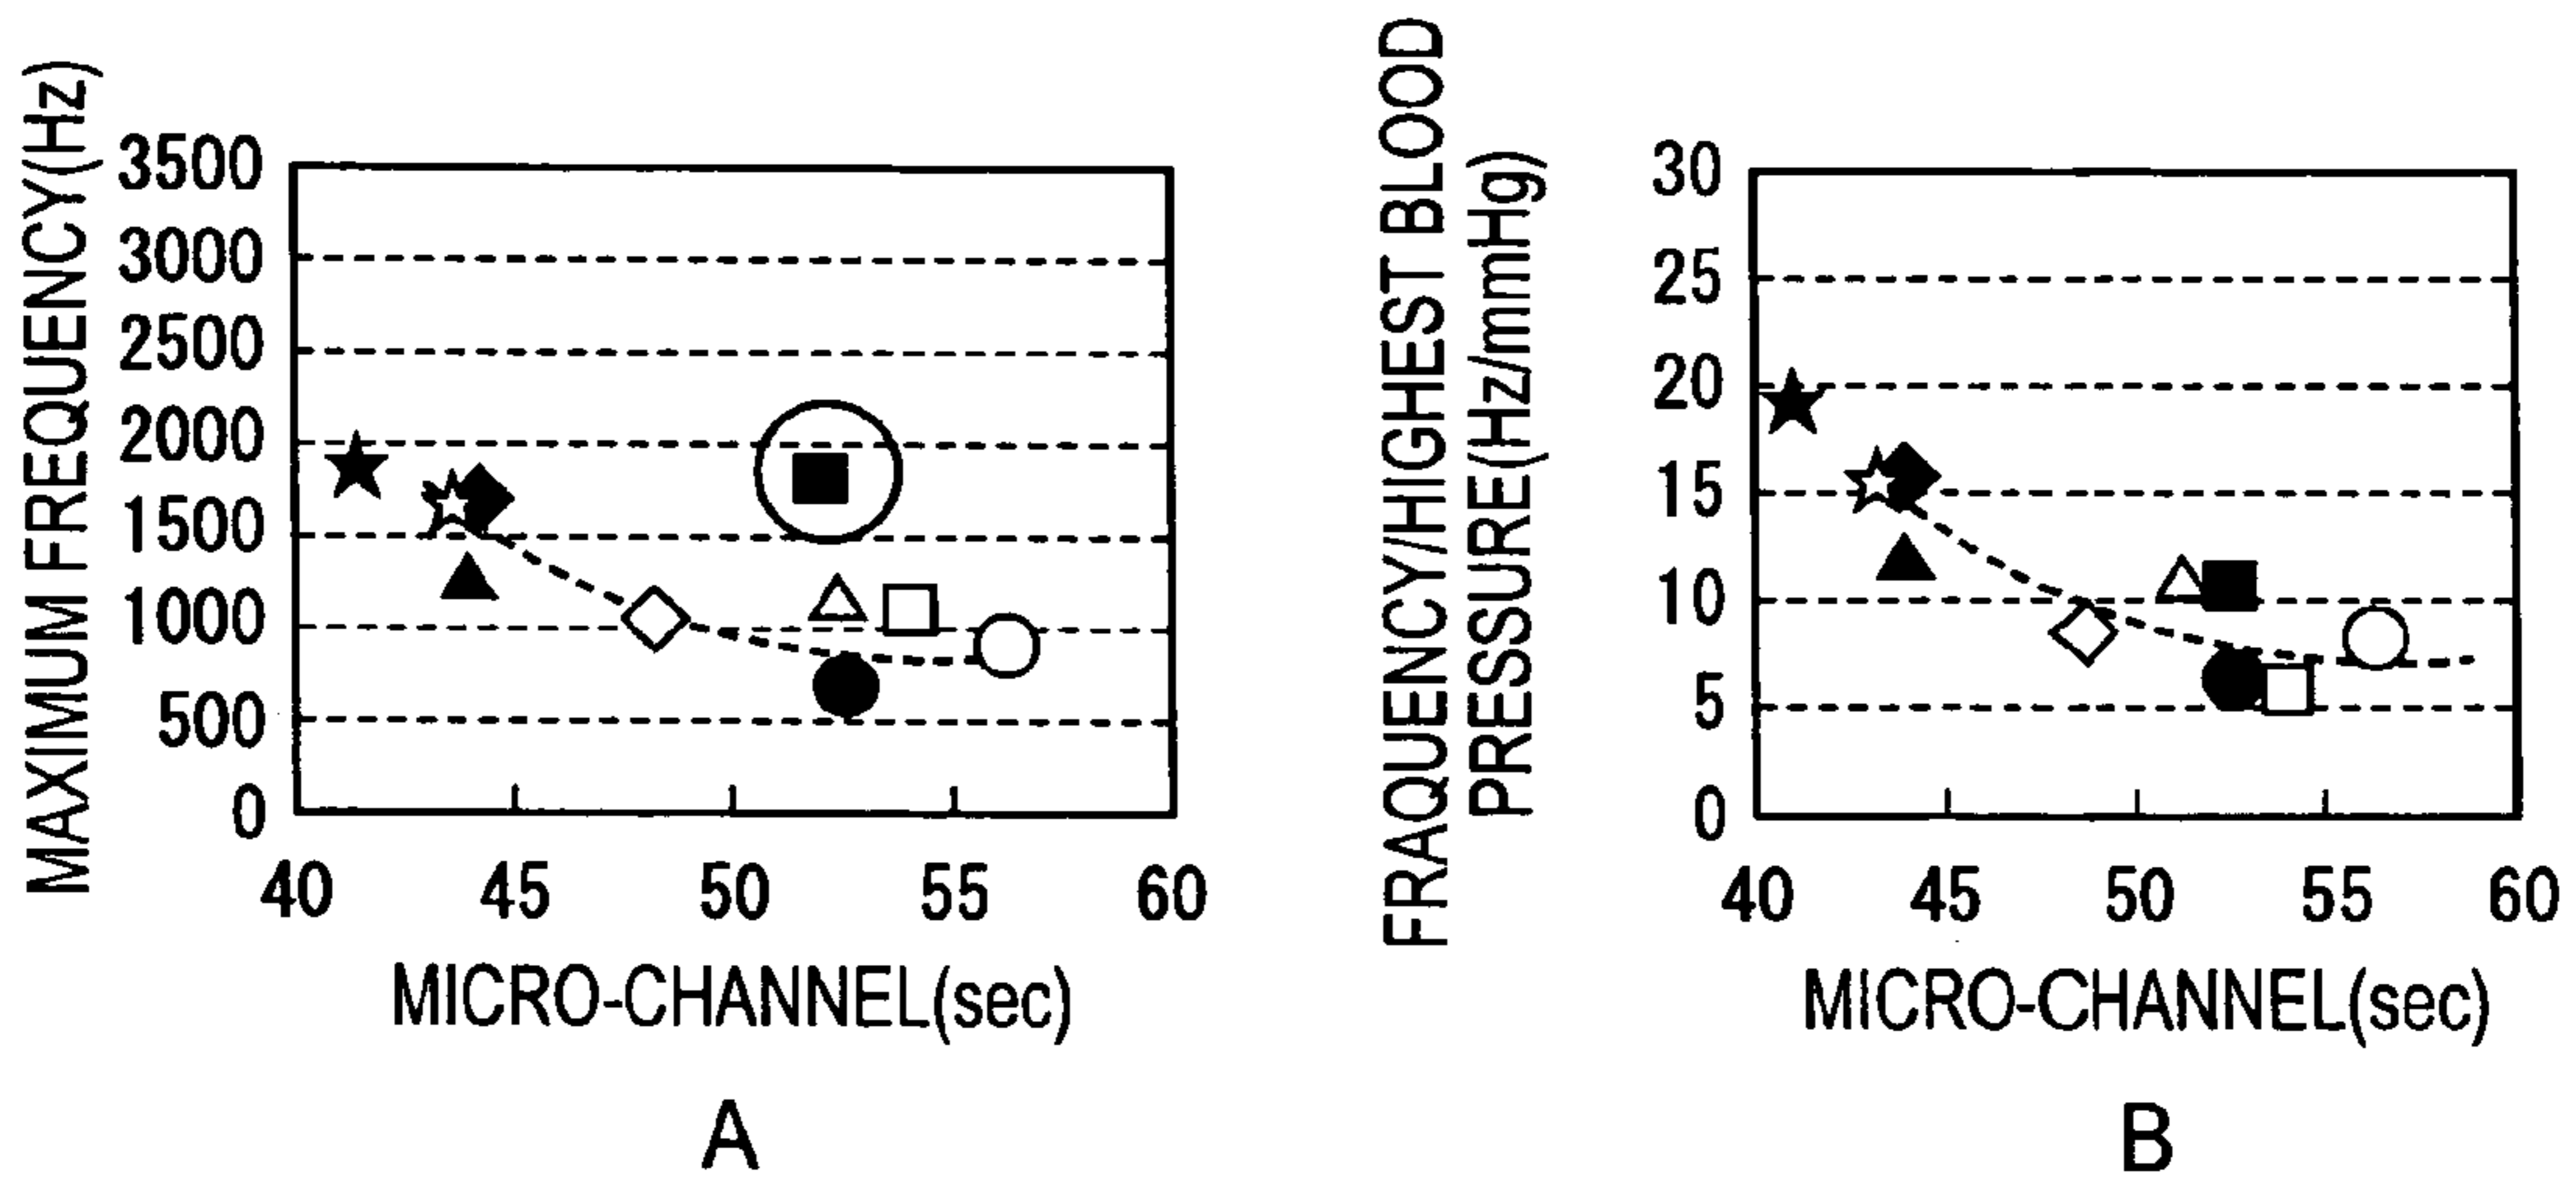 MAXIMUM FREQUENCY(Hz)
3500
3000
2500
2000
1500
1000
500
0
40 45 50 55 60
MICRO-CHANNEL(sec)
A
FRAQUENCY/HIGHEST BLOOD
PRESSURE(Hz/mmHg)
30
25
20
15
10
5
0
40 45 50 55 60
MICRO-CHANNEL(sec)
B